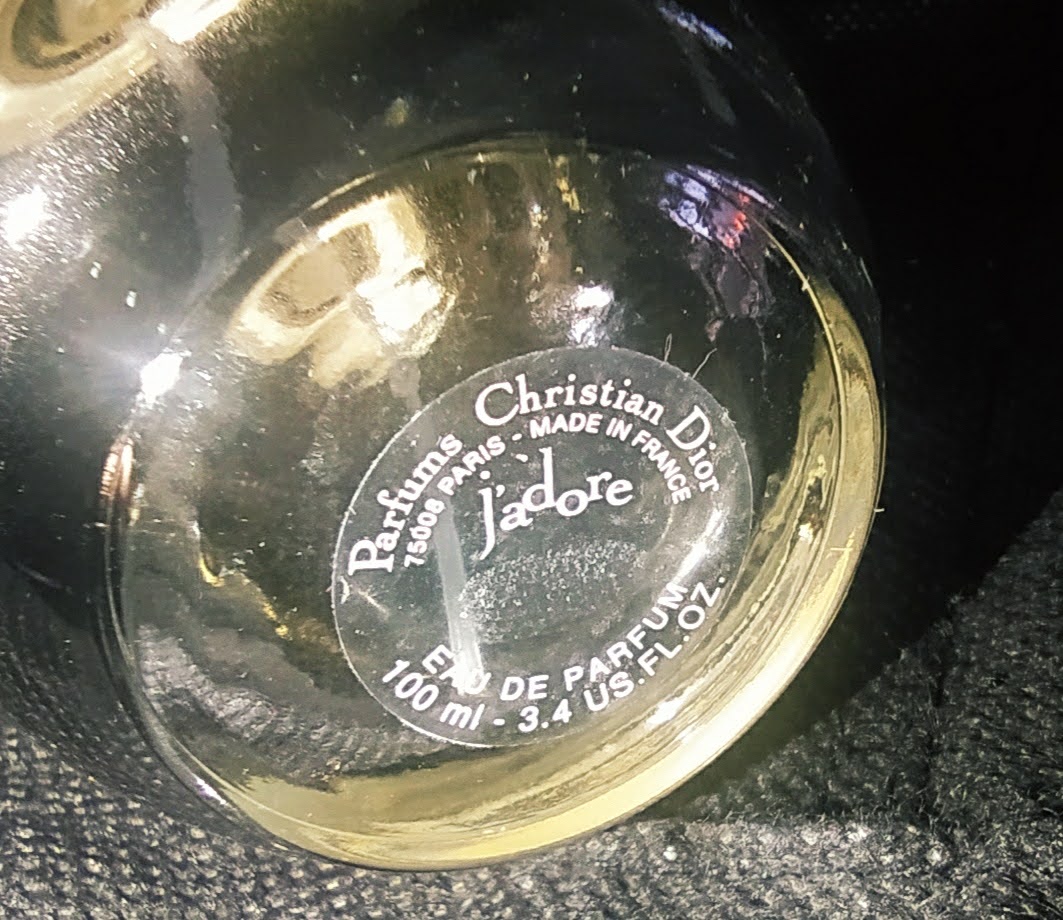 Parfums Christian Dior
75008 PARIS - MADE IN FRANCE
j'adore
EAU DE PARFUM
100 ml - 3.4 US.FL.OZ.